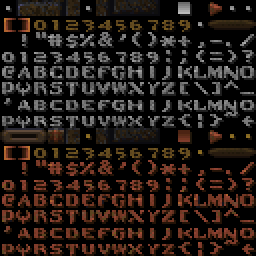 []0123456789·
!"#$%&'()*+,-./
0123456789:;<=>?
@ABCDEFGHIJKLMNO
PQRSTUVWXYZ[\]^_
'ABCDEFGHIJKLMNO
PQRSTUVWXYZ{¦}~
[]0123456789·
!"#$%&'()*+,-./
0123456789:;<=>?
@ABCDEFGHIJKLMNO
PQRSTUVWXYZ[\]^_
'ABCDEFGHIJKLMNO
PQRSTUVWXYZ{¦}~